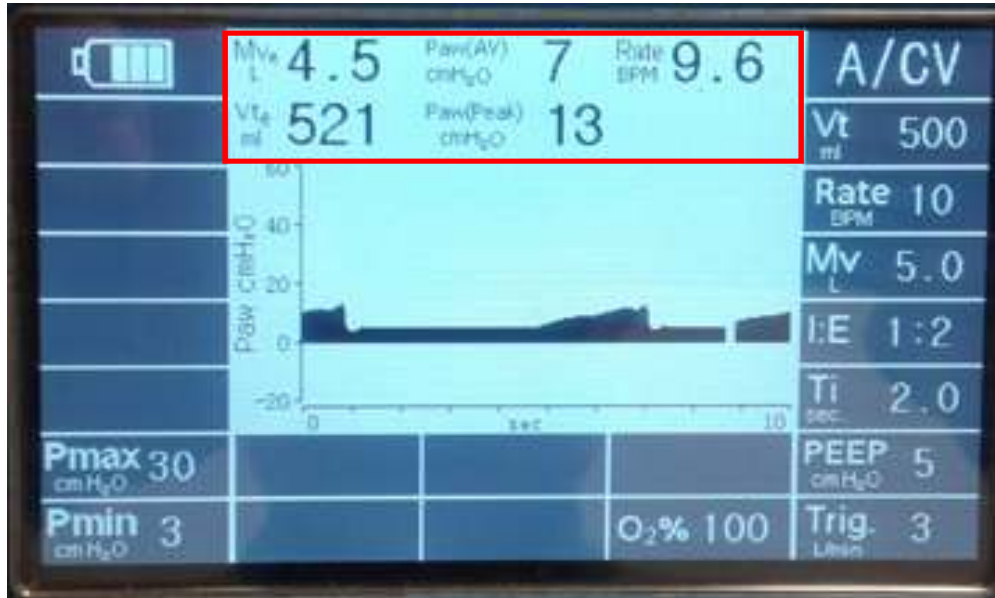 Mve L 4.5 Paw(AV) cmH₂O 7 Rate BPM 9.6 A/CV
Vte ml 521 Paw(Peak) cmH₂O 13
Vt ml 500
Rate BPM 10
Mv L 5.0
I:E 1:2
Ti sec. 2.0
PEEP cmH₂O 5
Trig. L/min 3
Paw cmH₂O
60
40
20
0
-20
0 sec 10
Pmax cmH₂O 30
Pmin cmH₂O 3
O₂% 100